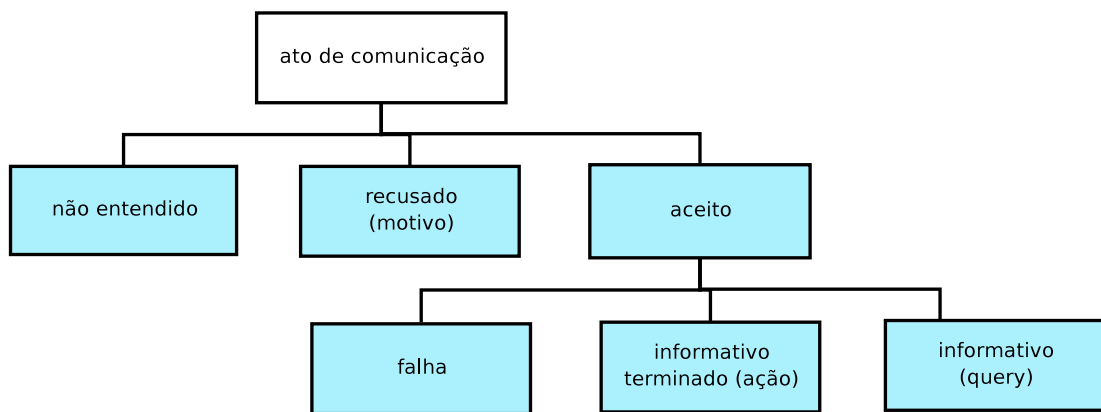 ato de comunicação
não entendido
recusado
(motivo)
aceito
falha
informativo
terminado (ação)
informativo
(query)